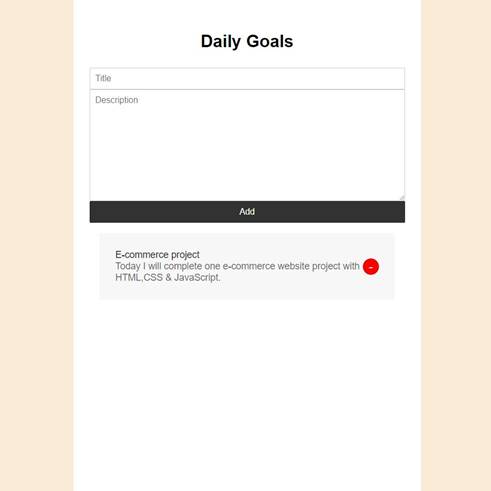 Daily Goals
Title
Description
Add
E-commerce project
Today I will complete one e-commerce website project with
HTML,CSS & JavaScript.
-